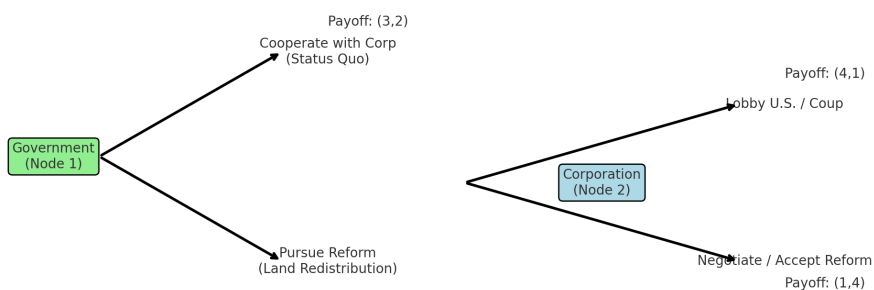 Payoff: (3,2)
Cooperate with Corp
(Status Quo)
Government
(Node 1)
Pursue Reform
(Land Redistribution)
Payoff: (4,1)
Lobby U.S. / Coup
Corporation
(Node 2)
Negotiate / Accept Reform
Payoff: (1,4)